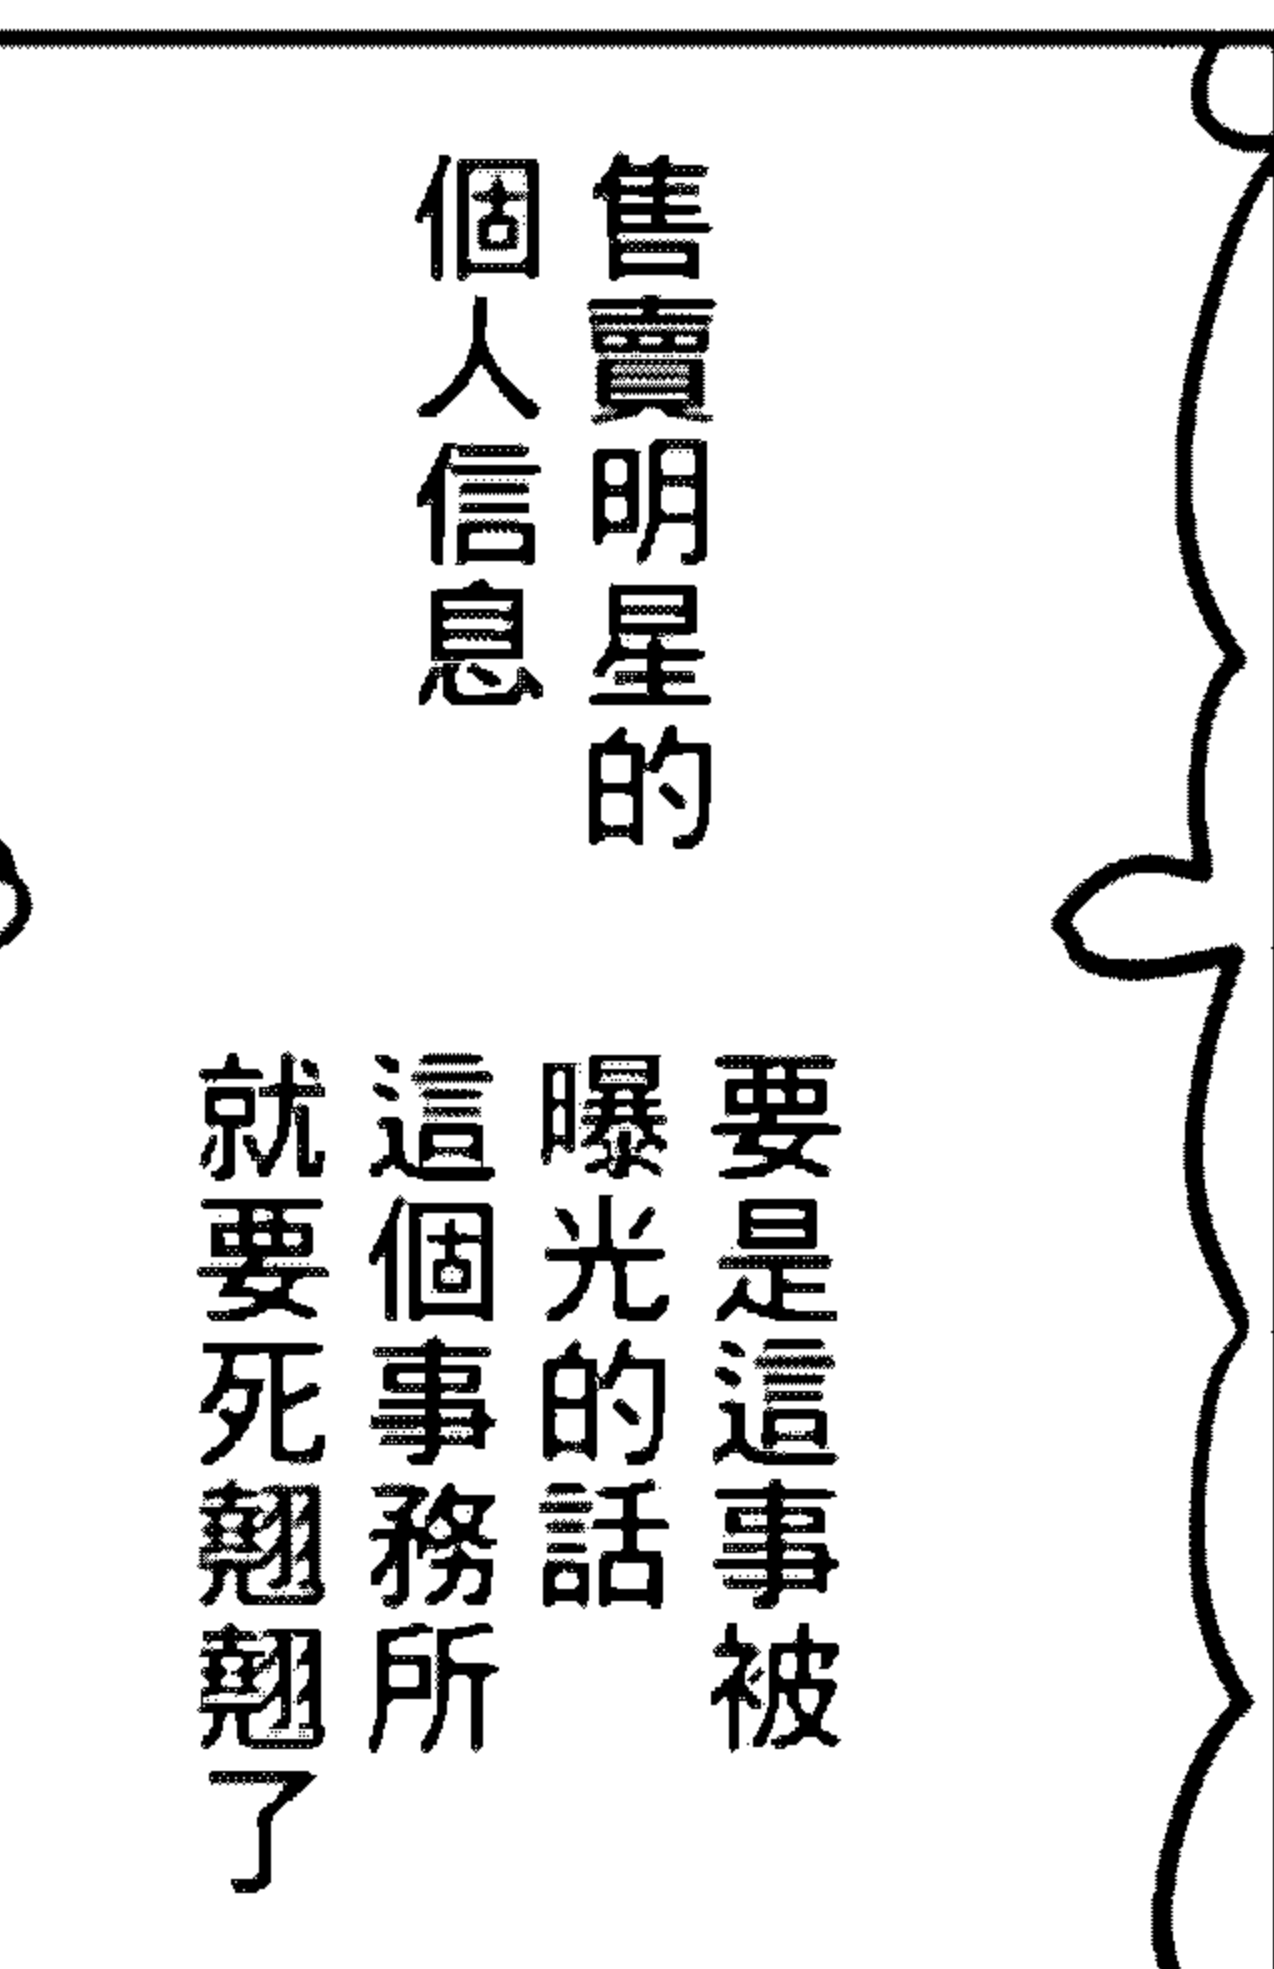 售賣明星的
個人信息
要是這事被
曝光的話
這個事務所
就要死翹翹了